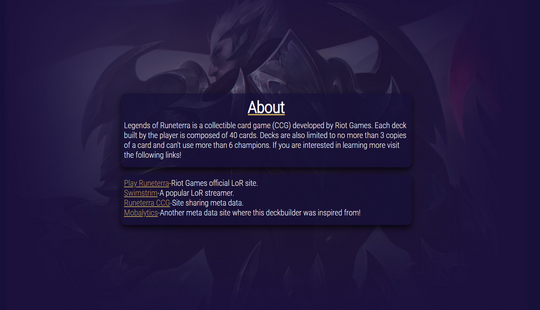 About
Legends of Runeterra is a collectible card game (CCG) developed by Riot Games. Each deck
built by the player is composed of 40 cards. Decks are also limited to no more than 3 copies
of a card and can't use more than 6 champions. If you are interested in learning more visit
the following links!
Play Runeterra-Riot Games official LoR site.
Swimstrim-A popular LoR streamer.
Runeterra CCG-Site sharing meta data.
Mobalytics-Another meta data site where this deckbuilder was inspired from!